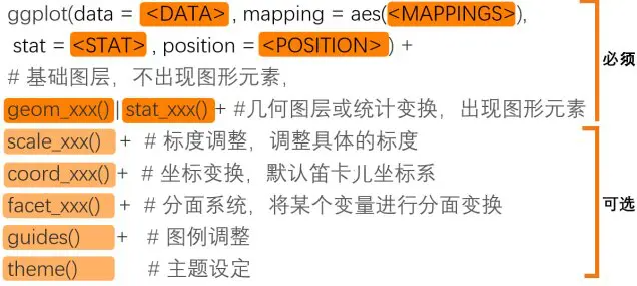 ggplot(data = <DATA>, mapping = aes(<MAPPINGS>),
stat = <STAT>, position = <POSITION>) +
# 基础图层，不出现图形元素，
geom_xxx()|stat_xxx()+ #几何图层或统计变换，出现图形元素
必须
scale_xxx() + # 标度调整，调整具体的标度
coord_xxx() + # 坐标变换，默认笛卡儿坐标系
facet_xxx() + # 分面系统，将某个变量进行分面变换
可选
guides() + # 图例调整
theme() # 主题设定